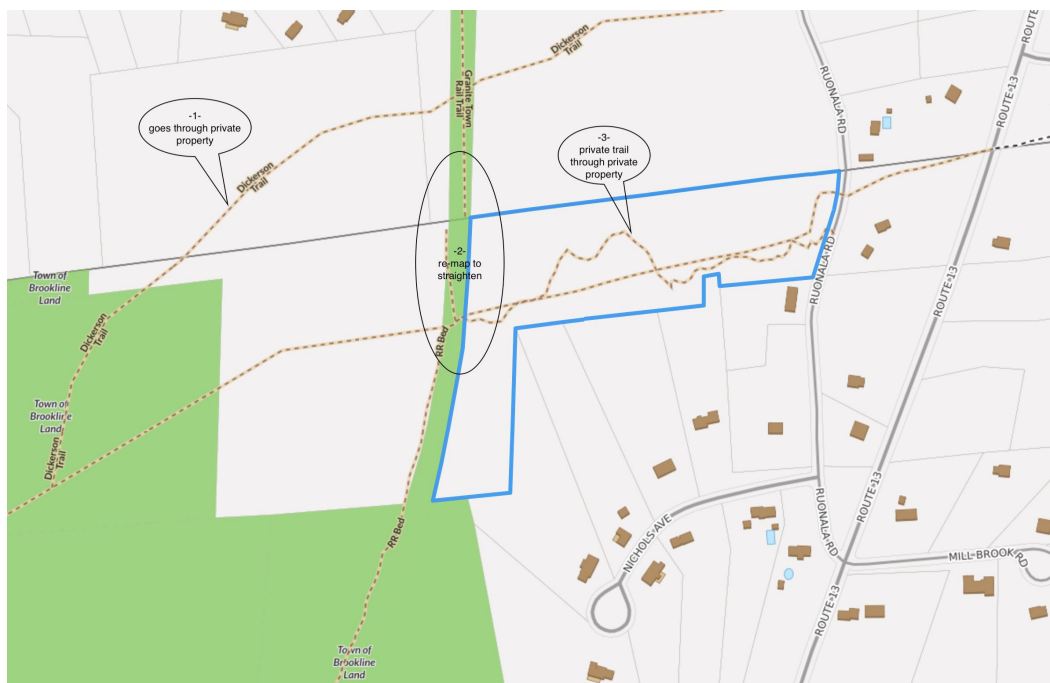 Dickerson
Trail
Granite Town
Rail Trail
RUONALA RD
ROUTE-13
ROUTE
-1-
goes through private
property
-3-
private trail
through private
property
Dickerson
Trail
-2-
re-map to
straighten
RUONALA RD
ROUTE-13
Town of
Brookline
Land
Dickerson
Trail
RR Bed
Town of
Brookline
Land
Dickerson
Trail
RUONALA RD
ROUTE-13
RR Bed
NICHOLS AVE
MILL BROOK RD
ROUTE-13
Town of
Brookline
Land